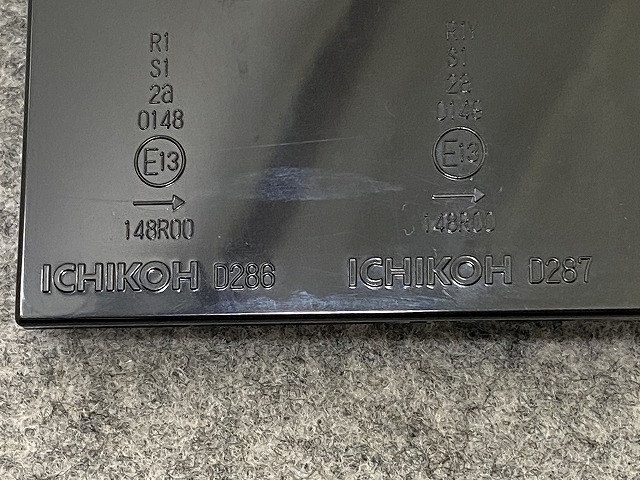 R1
S1
2a
0148
E13
148R00
ICHIKOH D286
R1
S1
2a
0148
E13
148R00
ICHIKOH D287